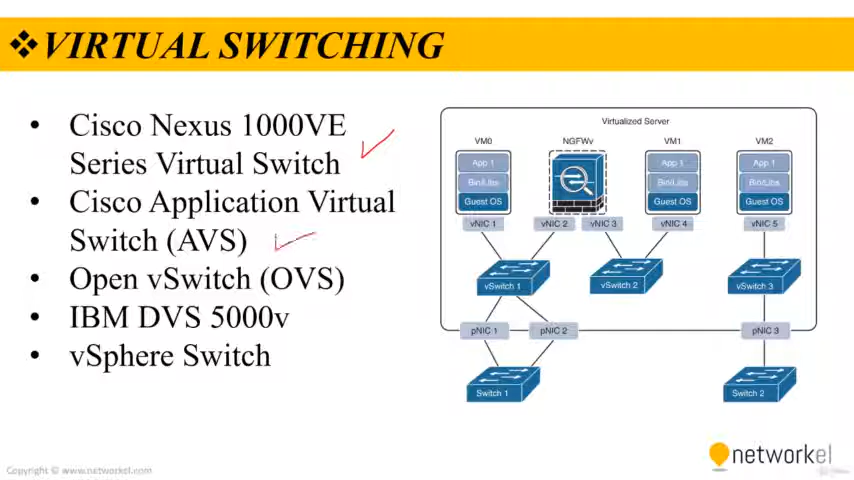 ❖VIRTUAL SWITCHING
• Cisco Nexus 1000VE
Series Virtual Switch
• Cisco Application Virtual
Switch (AVS)
• Open vSwitch (OVS)
• IBM DVS 5000v
• vSphere Switch
Virtualized Server
VM0 NGFWv VM1 VM2
App 1 App 1 App 1
Bin/Libs Bin/Libs Bin/Libs
Guest OS Guest OS Guest OS
vNIC 1 vNIC 2 vNIC 3 vNIC 4 vNIC 5
vSwitch 1 vSwitch 2 vSwitch 3
pNIC 1 pNIC 2 pNIC 3
Switch 1 Switch 2
networkel
Copyright © www.networkel.com